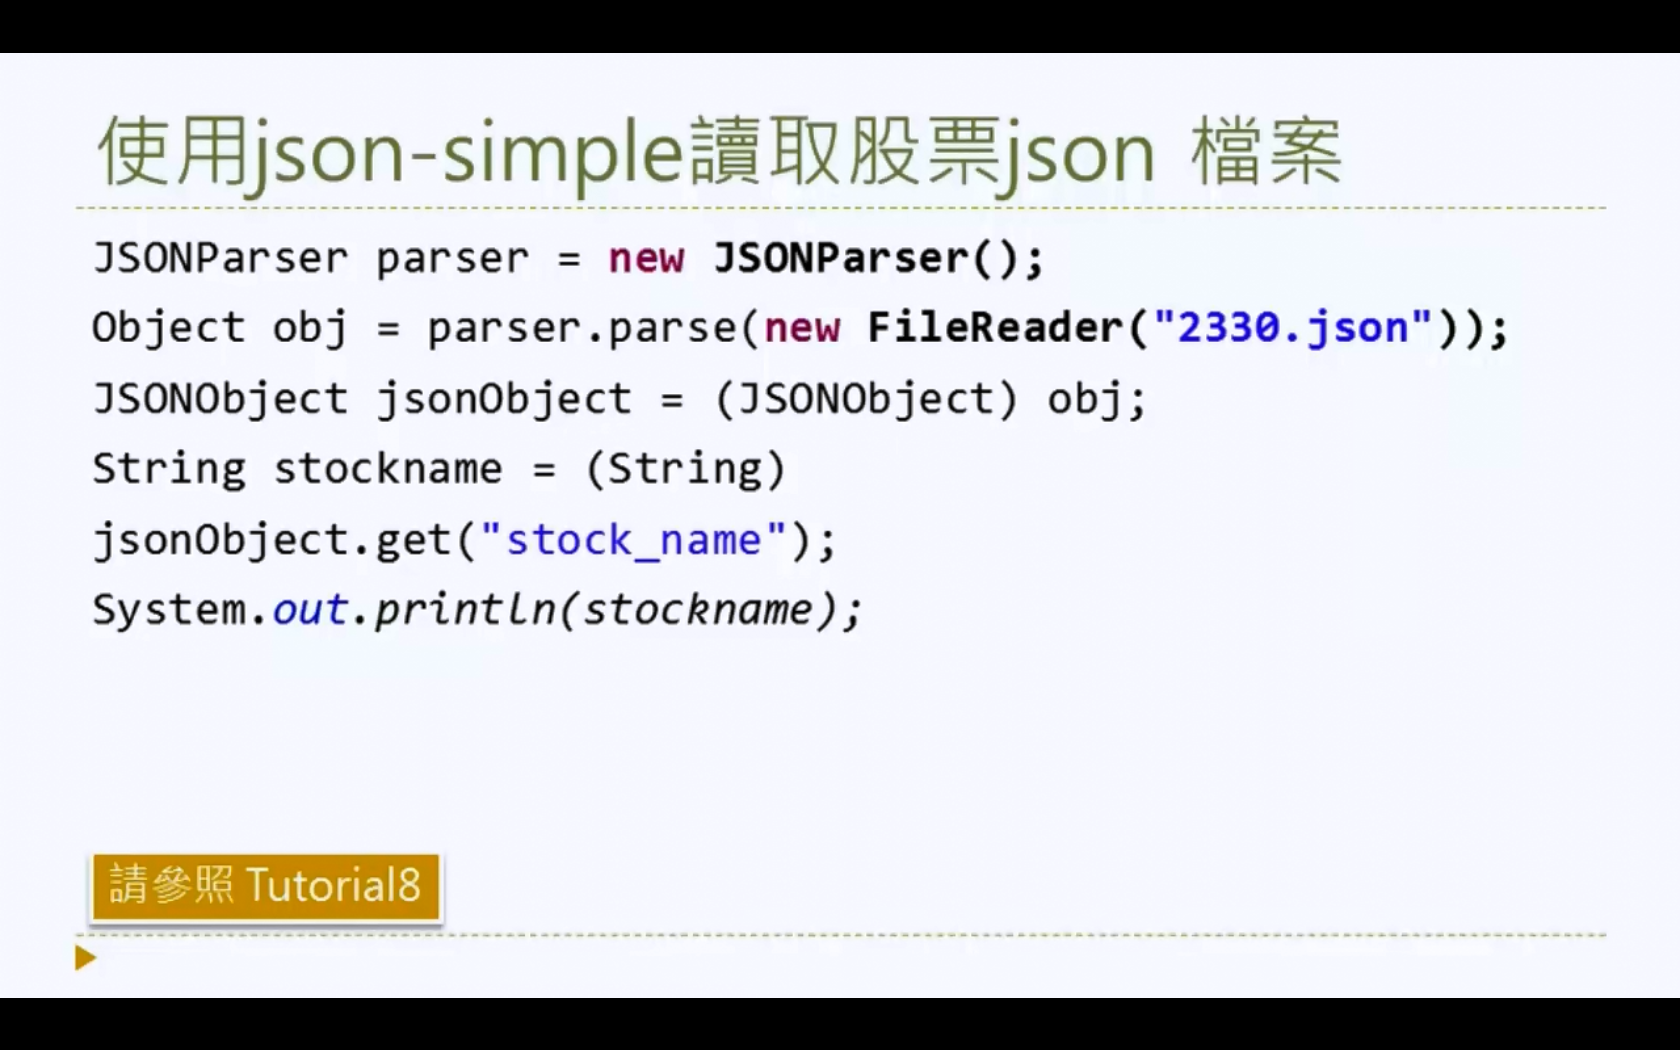 使用json-simple讀取股票json 檔案
JSONParser parser = new JSONParser();
Object obj = parser.parse(new FileReader("2330.json"));
JSONObject jsonObject = (JSONObject) obj;
String stockname = (String)
jsonObject.get("stock_name");
System.out.println(stockname);
請參照 Tutorial8